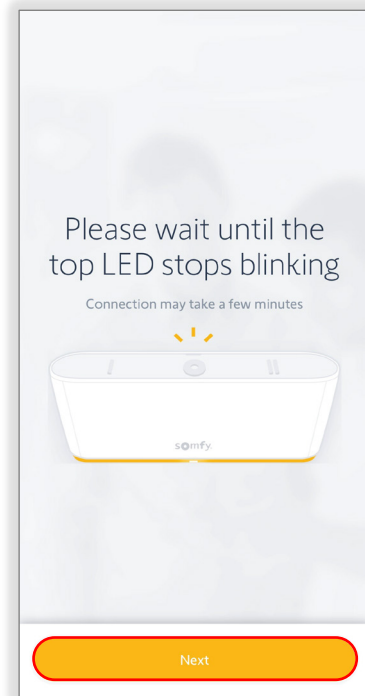 Please wait until the
top LED stops blinking
Connection may take a few minutes
somfy.
Next